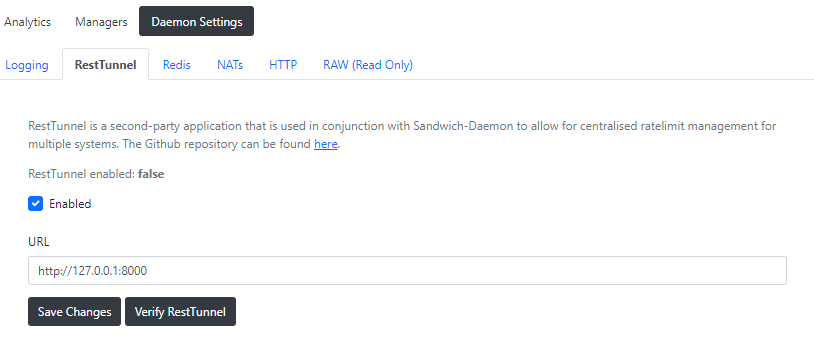 Analytics Managers Daemon Settings
Logging RestTunnel Redis NATs HTTP RAW (Read Only)
RestTunnel is a second-party application that is used in conjunction with Sandwich-Daemon to allow for centralised ratelimit management for
multiple systems. The Github repository can be found here.
RestTunnel enabled: false
Enabled
URL
http://127.0.0.1:8000
Save Changes Verify RestTunnel